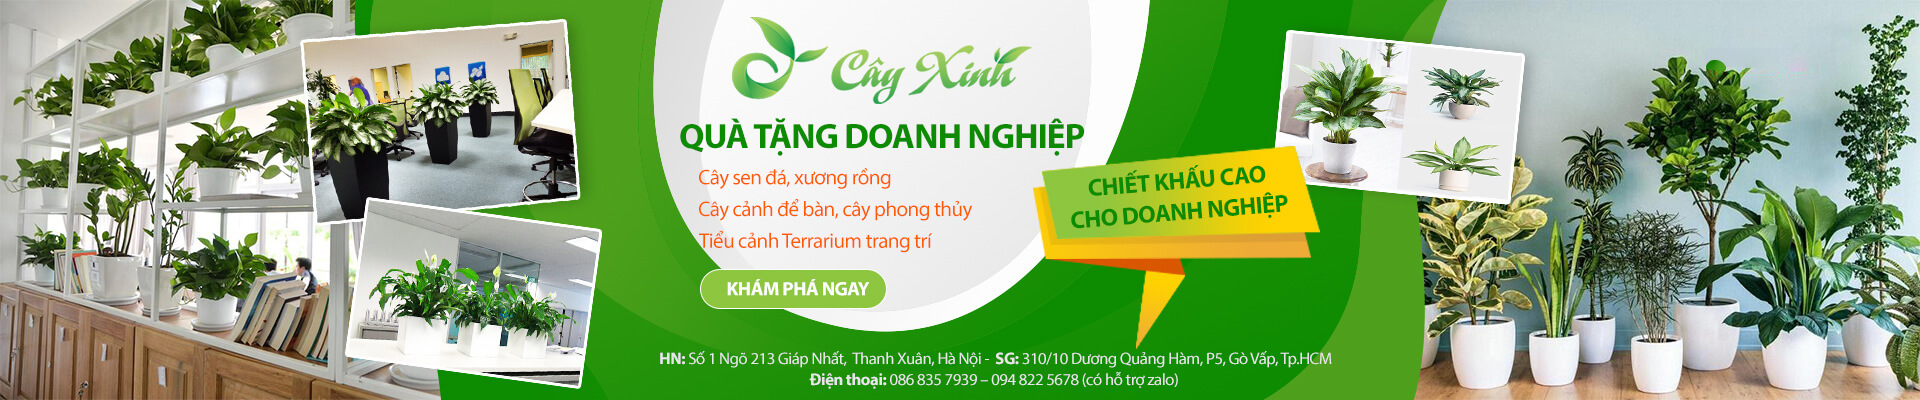 Cây Xinh
QUÀ TẶNG DOANH NGHIỆP
Cây sen đá, xương rồng
Cây cảnh để bàn, cây phong thủy
Tiểu cảnh Terrarium trang trí
KHÁM PHÁ NGAY
CHIẾT KHẤU CAO
CHO DOANH NGHIỆP
HN: Số 1 Ngõ 213 Giáp Nhất, Thanh Xuân, Hà Nội - SG: 310/10 Dương Quảng Hàm, P5, Gò Vấp, Tp.HCM
Điện thoại: 086 835 7939 – 094 822 5678 (có hỗ trợ zalo)